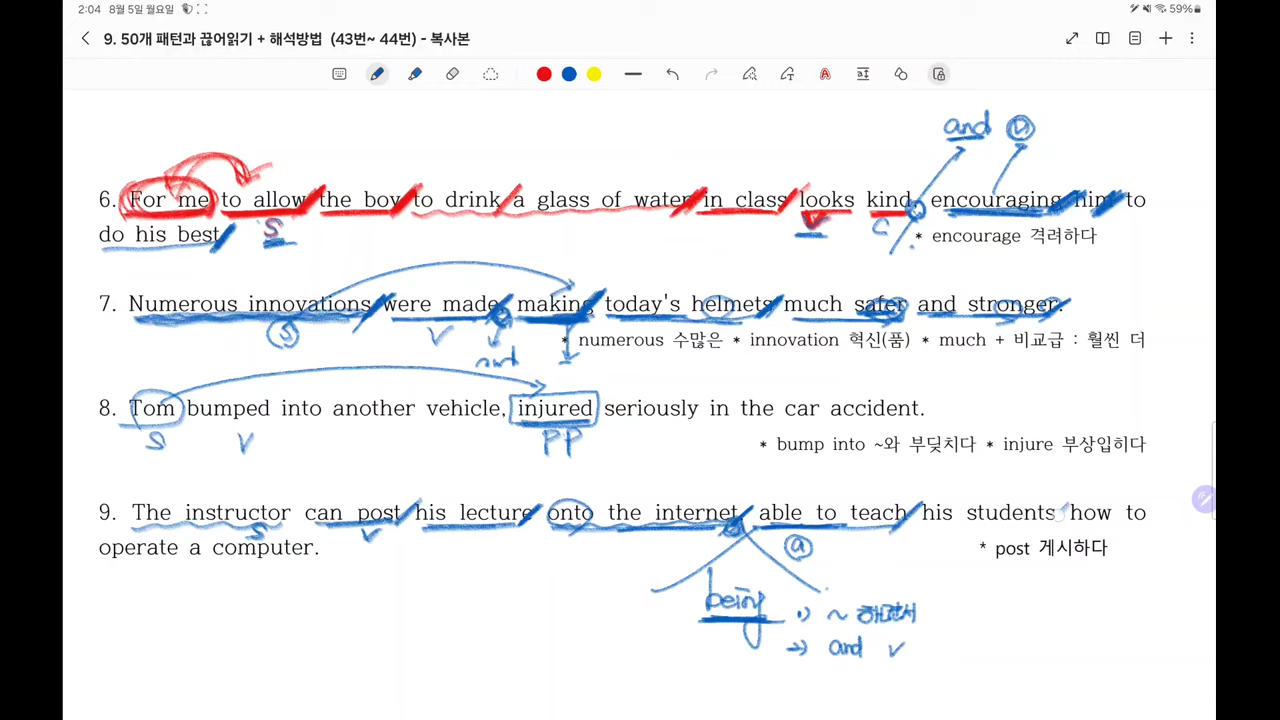 2:04 8월 5일 월요일 59%
9. 50개 패턴과 끊어읽기 + 해석방법 (43번~ 44번) - 복사본
and ⓥ
6. For me to allow the boy to drink a glass of water in class looks kind, encouraging him to
do his best. S V C * encourage 격려하다
7. Numerous innovations were made, making today's helmets much safer and stronger.
S V and * numerous 수많은 * innovation 혁신(품) * much + 비교급 : 훨씬 더
8. Tom bumped into another vehicle, injured seriously in the car accident.
S V PP * bump into ~와 부딪치다 * injure 부상입히다
9. The instructor can post his lecture onto the internet, able to teach his students how to
S V
operate a computer. ⓐ * post 게시하다
being 1) ~ 하면서
and V